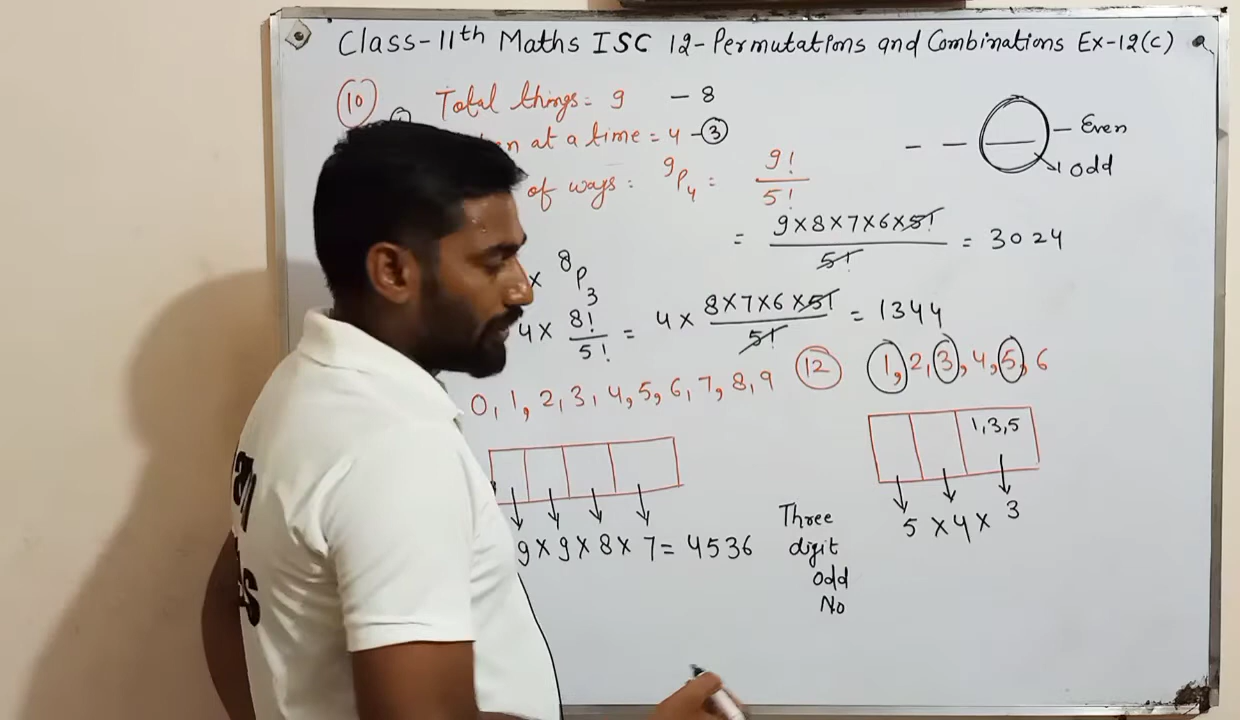 Class-11th Maths ISC 12-Permutations and Combinations Ex-12(c)
(10) Total things = 9 - 8
at a time = 4 - 3
of ways = ⁹P₄ = 9! / 5!
= 9×8×7×6×5! / 5! = 3024
- Even
Odd
× ⁸P₃
4 × 8! / 5! = 4 × 8×7×6×5! / 5! = 1344
0, 1, 2, 3, 4, 5, 6, 7, 8, 9
9 × 9 × 8 × 7 = 4536
(12) 1, 2, 3, 4, 5, 6
1, 3, 5
5 × 4 × 3
Three
digit
odd
No